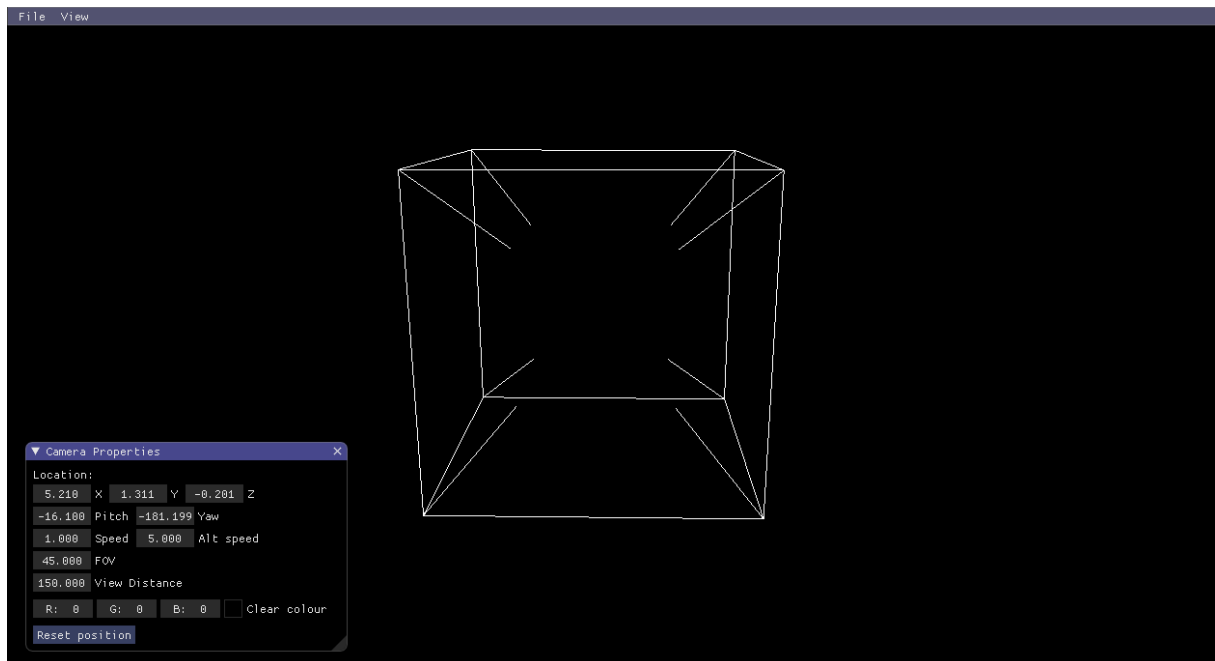 File View
Camera Properties
Location:
5.210 X 1.311 Y -0.201 Z
-16.100 Pitch -181.199 Yaw
1.000 Speed 5.000 Alt speed
45.000 FOV
150.000 View Distance
R: 0 G: 0 B: 0 Clear colour
Reset position